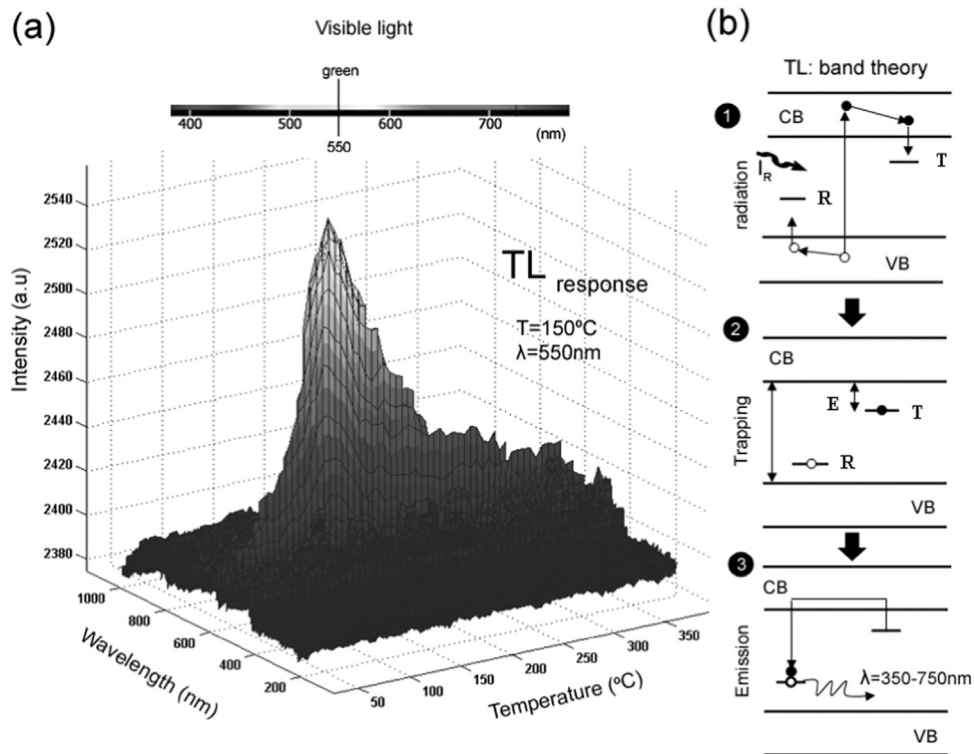 (a)
Visible light
green
400 500 600 700 (nm)
550
2540
2520
2500
2480
2460
2440
2420
2400
2380
Intensity (a.u)
TL response
T=150ºC
λ=550nm
1000
800
600
400
200
Wavelength (nm)
50
100
150
200
250
300
350
Temperature (ºC)
(b)
TL: band theory
1
CB
T
I_R
R
radiation
VB
2
CB
E
T
R
Trapping
VB
3
CB
Emission
λ=350-750nm
VB